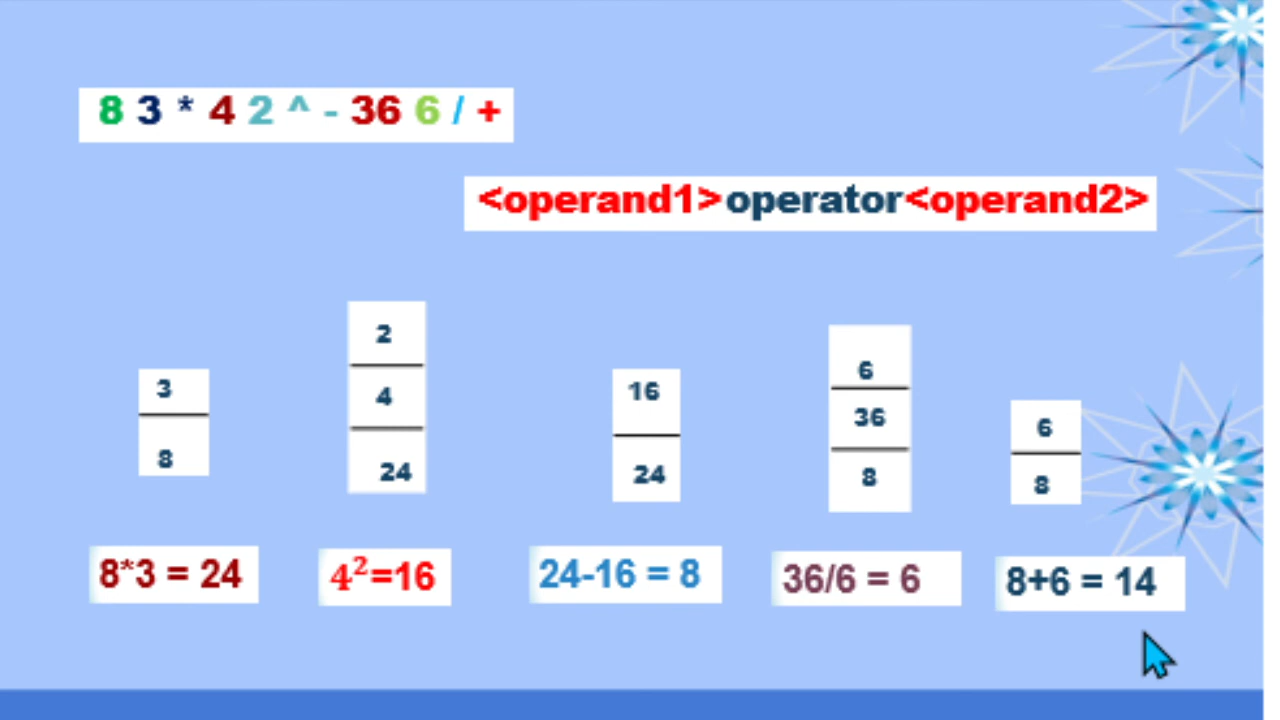 8 3 * 4 2 ^ - 36 6 / +
<operand1>operator<operand2>
3
8
2
4
24
16
24
6
36
8
6
8
8*3 = 24
4²=16
24-16 = 8
36/6 = 6
8+6 = 14